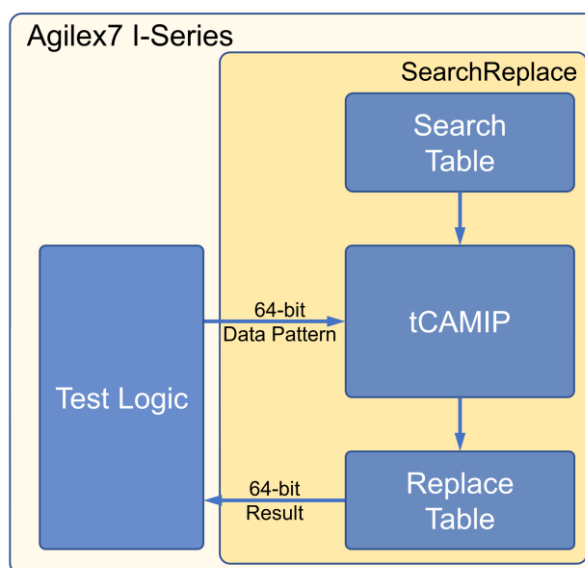 Agilex7 I-Series
SearchReplace
Search
Table
64-bit
Data Pattern
tCAMIP
Test Logic
64-bit
Result
Replace
Table